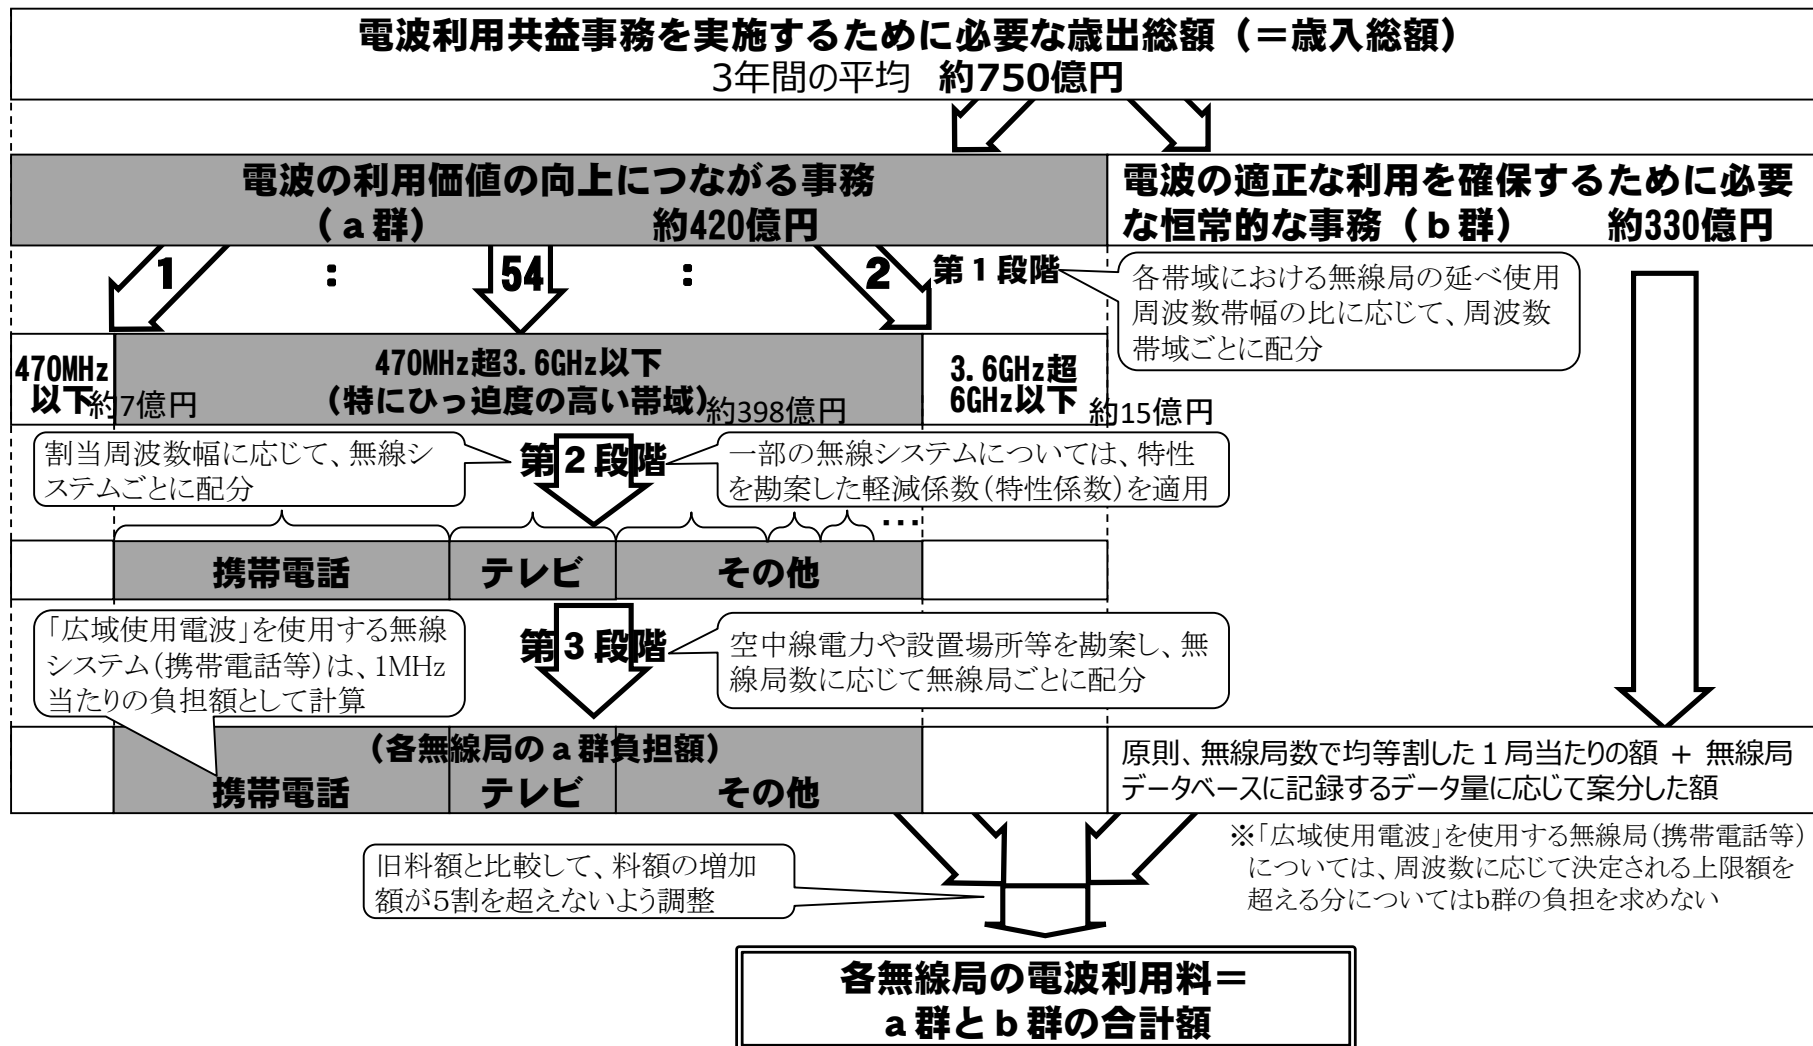 電波利用共益事務を実施するために必要な歳出総額（＝歳入総額）
3年間の平均　約750億円
電波の利用価値の向上につながる事務
（ａ群）　約420億円
電波の適正な利用を確保するために必要
な恒常的な事務（ｂ群）　約330億円
1　：　54　：　2
第１段階
各帯域における無線局の延べ使用
周波数帯幅の比に応じて、周波数
帯域ごとに配分
470MHz
以下
約7億円
470MHz超3.6GHz以下
（特にひっ迫度の高い帯域）
約398億円
3.6GHz超
6GHz以下
約15億円
割当周波数幅に応じて、無線シ
ステムごとに配分
第２段階
一部の無線システムについては、特性
を勘案した軽減係数（特性係数）を適用
…
携帯電話　テレビ　その他
「広域使用電波」を使用する無線
システム（携帯電話等）は、1MHz
当たりの負担額として計算
第３段階
空中線電力や設置場所等を勘案し、無
線局数に応じて無線局ごとに配分
（各無線局のａ群負担額）
携帯電話　テレビ　その他
原則、無線局数で均等割した１局当たりの額 + 無線局
データベースに記録するデータ量に応じて案分した額
※「広域使用電波」を使用する無線局（携帯電話等）
については、周波数に応じて決定される上限額を
超える分についてはb群の負担を求めない
旧料額と比較して、料額の増加
額が５割を超えないよう調整
各無線局の電波利用料＝
ａ群とｂ群の合計額